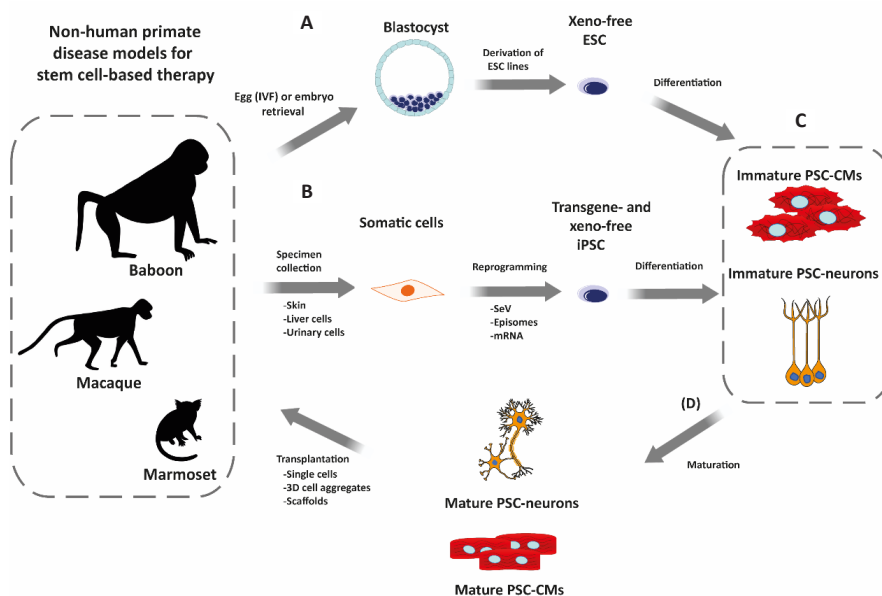 Non-human primate
disease models for
stem cell-based therapy
Baboon
Macaque
Marmoset
A
Egg (IVF) or embryo
retrieval
Blastocyst
Derivation of
ESC lines
Xeno-free
ESC
Differentiation
B
Specimen
collection
-Skin
-Liver cells
-Urinary cells
Somatic cells
Reprogramming
-SeV
-Episomes
-mRNA
Transgene- and
xeno-free
iPSC
Differentiation
C
Immature PSC-CMs
Immature PSC-neurons
(D)
Maturation
Mature PSC-neurons
Mature PSC-CMs
Transplantation
-Single cells
-3D cell aggregates
-Scaffolds